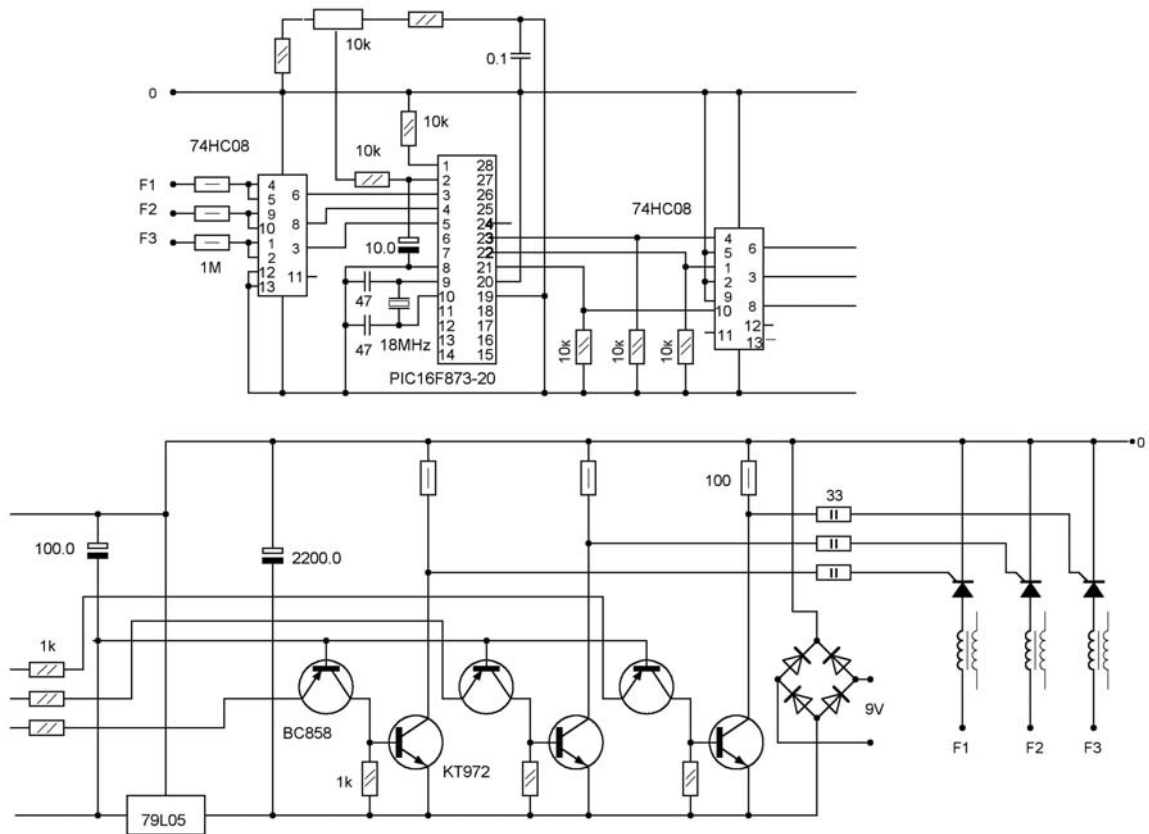 10k
0.1
0
10k
74HC08
10k
F1
F2
F3
1M
4
5
9
10
1
2
12
13
6
8
3
11
1
2
3
4
5
6
7
8
9
10
11
12
13
14
28
27
26
25
24
23
22
21
20
19
18
17
16
15
10.0
47
47
18MHz
PIC16F873-20
10k
10k
10k
74HC08
4
5
1
2
9
10
11
6
3
8
12
13
0
100
33
100.0
2200.0
1k
BC858
KT972
1k
9V
F1
F2
F3
79L05